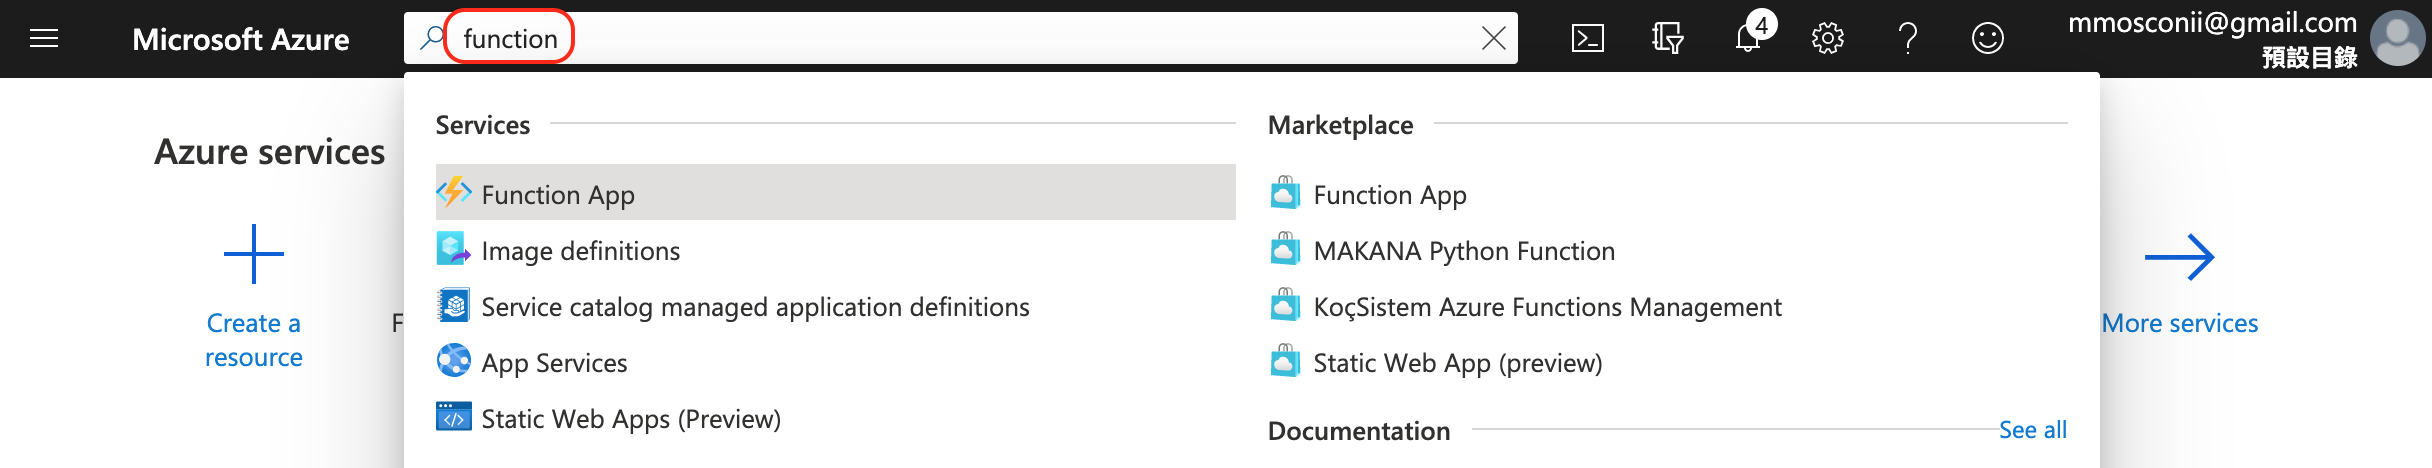 Microsoft Azure
function
4
mmosconii@gmail.com
預設目錄
Azure services
Create a
resource
F
Services
Function App
Image definitions
Service catalog managed application definitions
App Services
Static Web Apps (Preview)
Marketplace
Function App
MAKANA Python Function
KoçSistem Azure Functions Management
Static Web App (preview)
Documentation
See all
More services